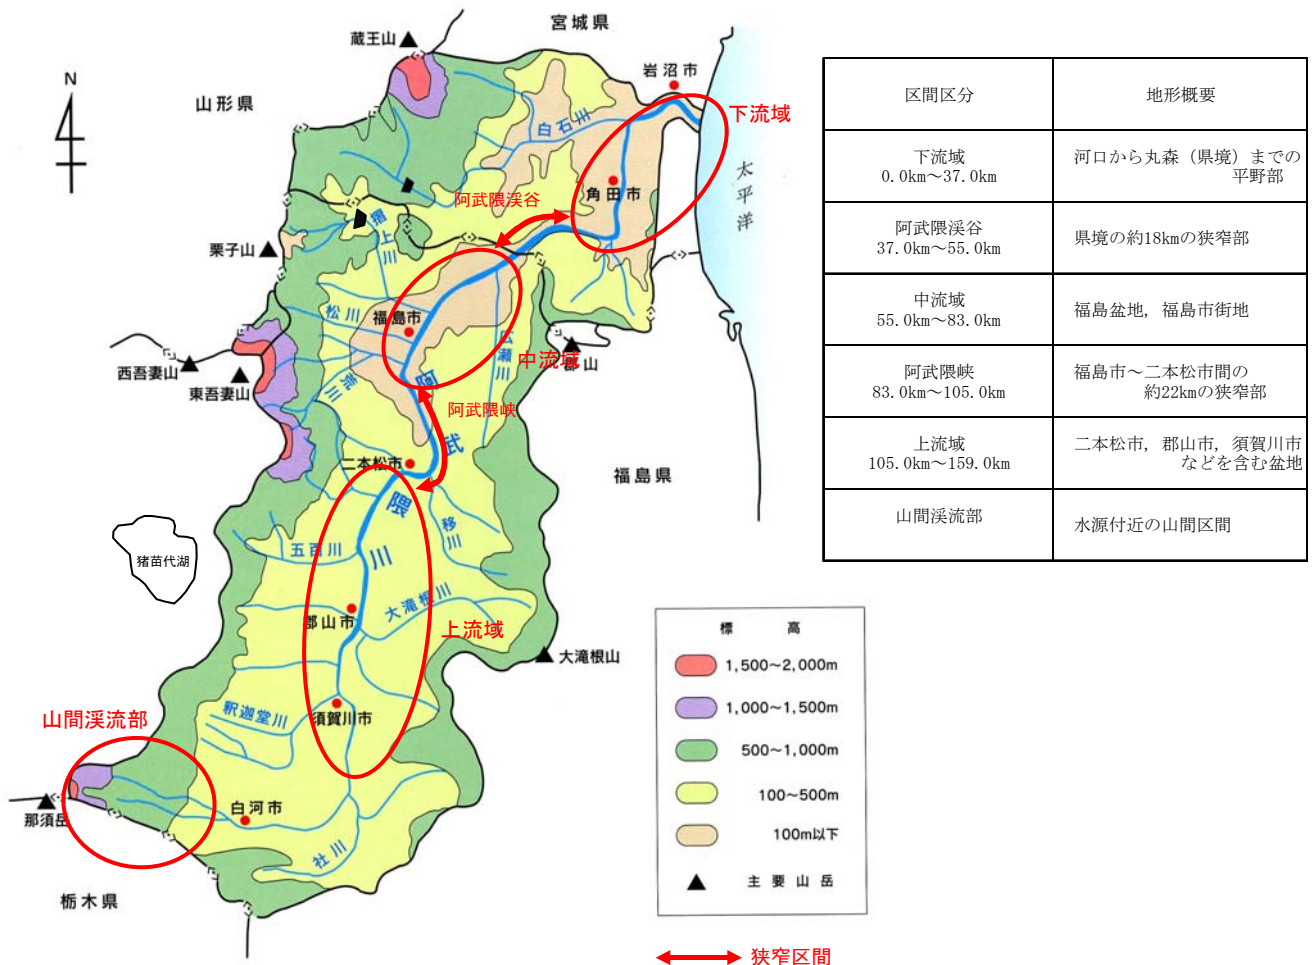 宮城県
蔵王山
岩沼市
N
山形県
下流域
白石川
太平洋
角田市
阿武隈渓谷
摺上川
栗子山
松川
福島市
広瀬川
中流域
西吾妻山
東吾妻山
荒川
阿武隈峡
二本松市
福島県
阿武隈川
移川
五百川
猪苗代湖
大滝根川
郡山市
上流域
大滝根山
釈迦堂川
須賀川市
山間渓流部
白河市
那須岳
社川
栃木県
区間区分
地形概要
下流域
0.0km～37.0km
河口から丸森（県境）までの
平野部
阿武隈渓谷
37.0km～55.0km
県境の約18kmの狭窄部
中流域
55.0km～83.0km
福島盆地，福島市街地
阿武隈峡
83.0km～105.0km
福島市～二本松市間の
約22kmの狭窄部
上流域
105.0km～159.0km
二本松市，郡山市，須賀川市
などを含む盆地
山間渓流部
水源付近の山間区間
標高
1,500～2,000m
1,000～1,500m
500～1,000m
100～500m
100m以下
主要山岳
狭窄区間